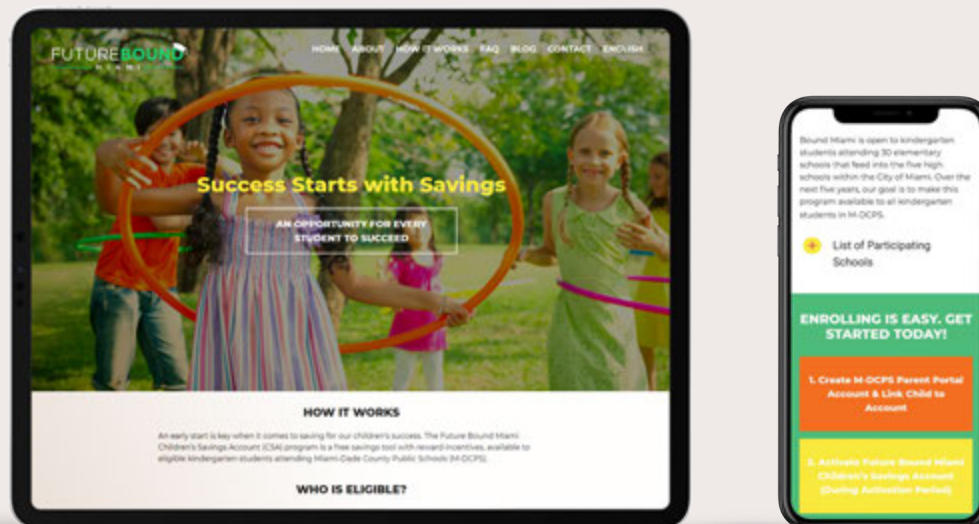 FUTUREBOUND
MIAMI
HOME ABOUT HOW IT WORKS FAQ BLOG CONTACT ENGLISH
Success Starts with Savings
AN OPPORTUNITY FOR EVERY
STUDENT TO SUCCEED
HOW IT WORKS
An early start is key when it comes to saving for our children's success. The Future Bound Miami
Children's Savings Account (CSA) program is a free savings tool with reward incentives, available to
eligible kindergarten students attending Miami-Dade County Public Schools (M-DCPS).
WHO IS ELIGIBLE?
Bound Miami is open to kindergarten
students attending 30 elementary
schools that feed into the five high
schools within the City of Miami. Over the
next five years, our goal is to make this
program available to all kindergarten
students in M-DCPS.
List of Participating
Schools
ENROLLING IS EASY. GET
STARTED TODAY!
1. Create M-DCPS Parent Portal
Account & Link Child to
Account
2. Activate Future Bound Miami
Children's Savings Account
(During Activation Period)